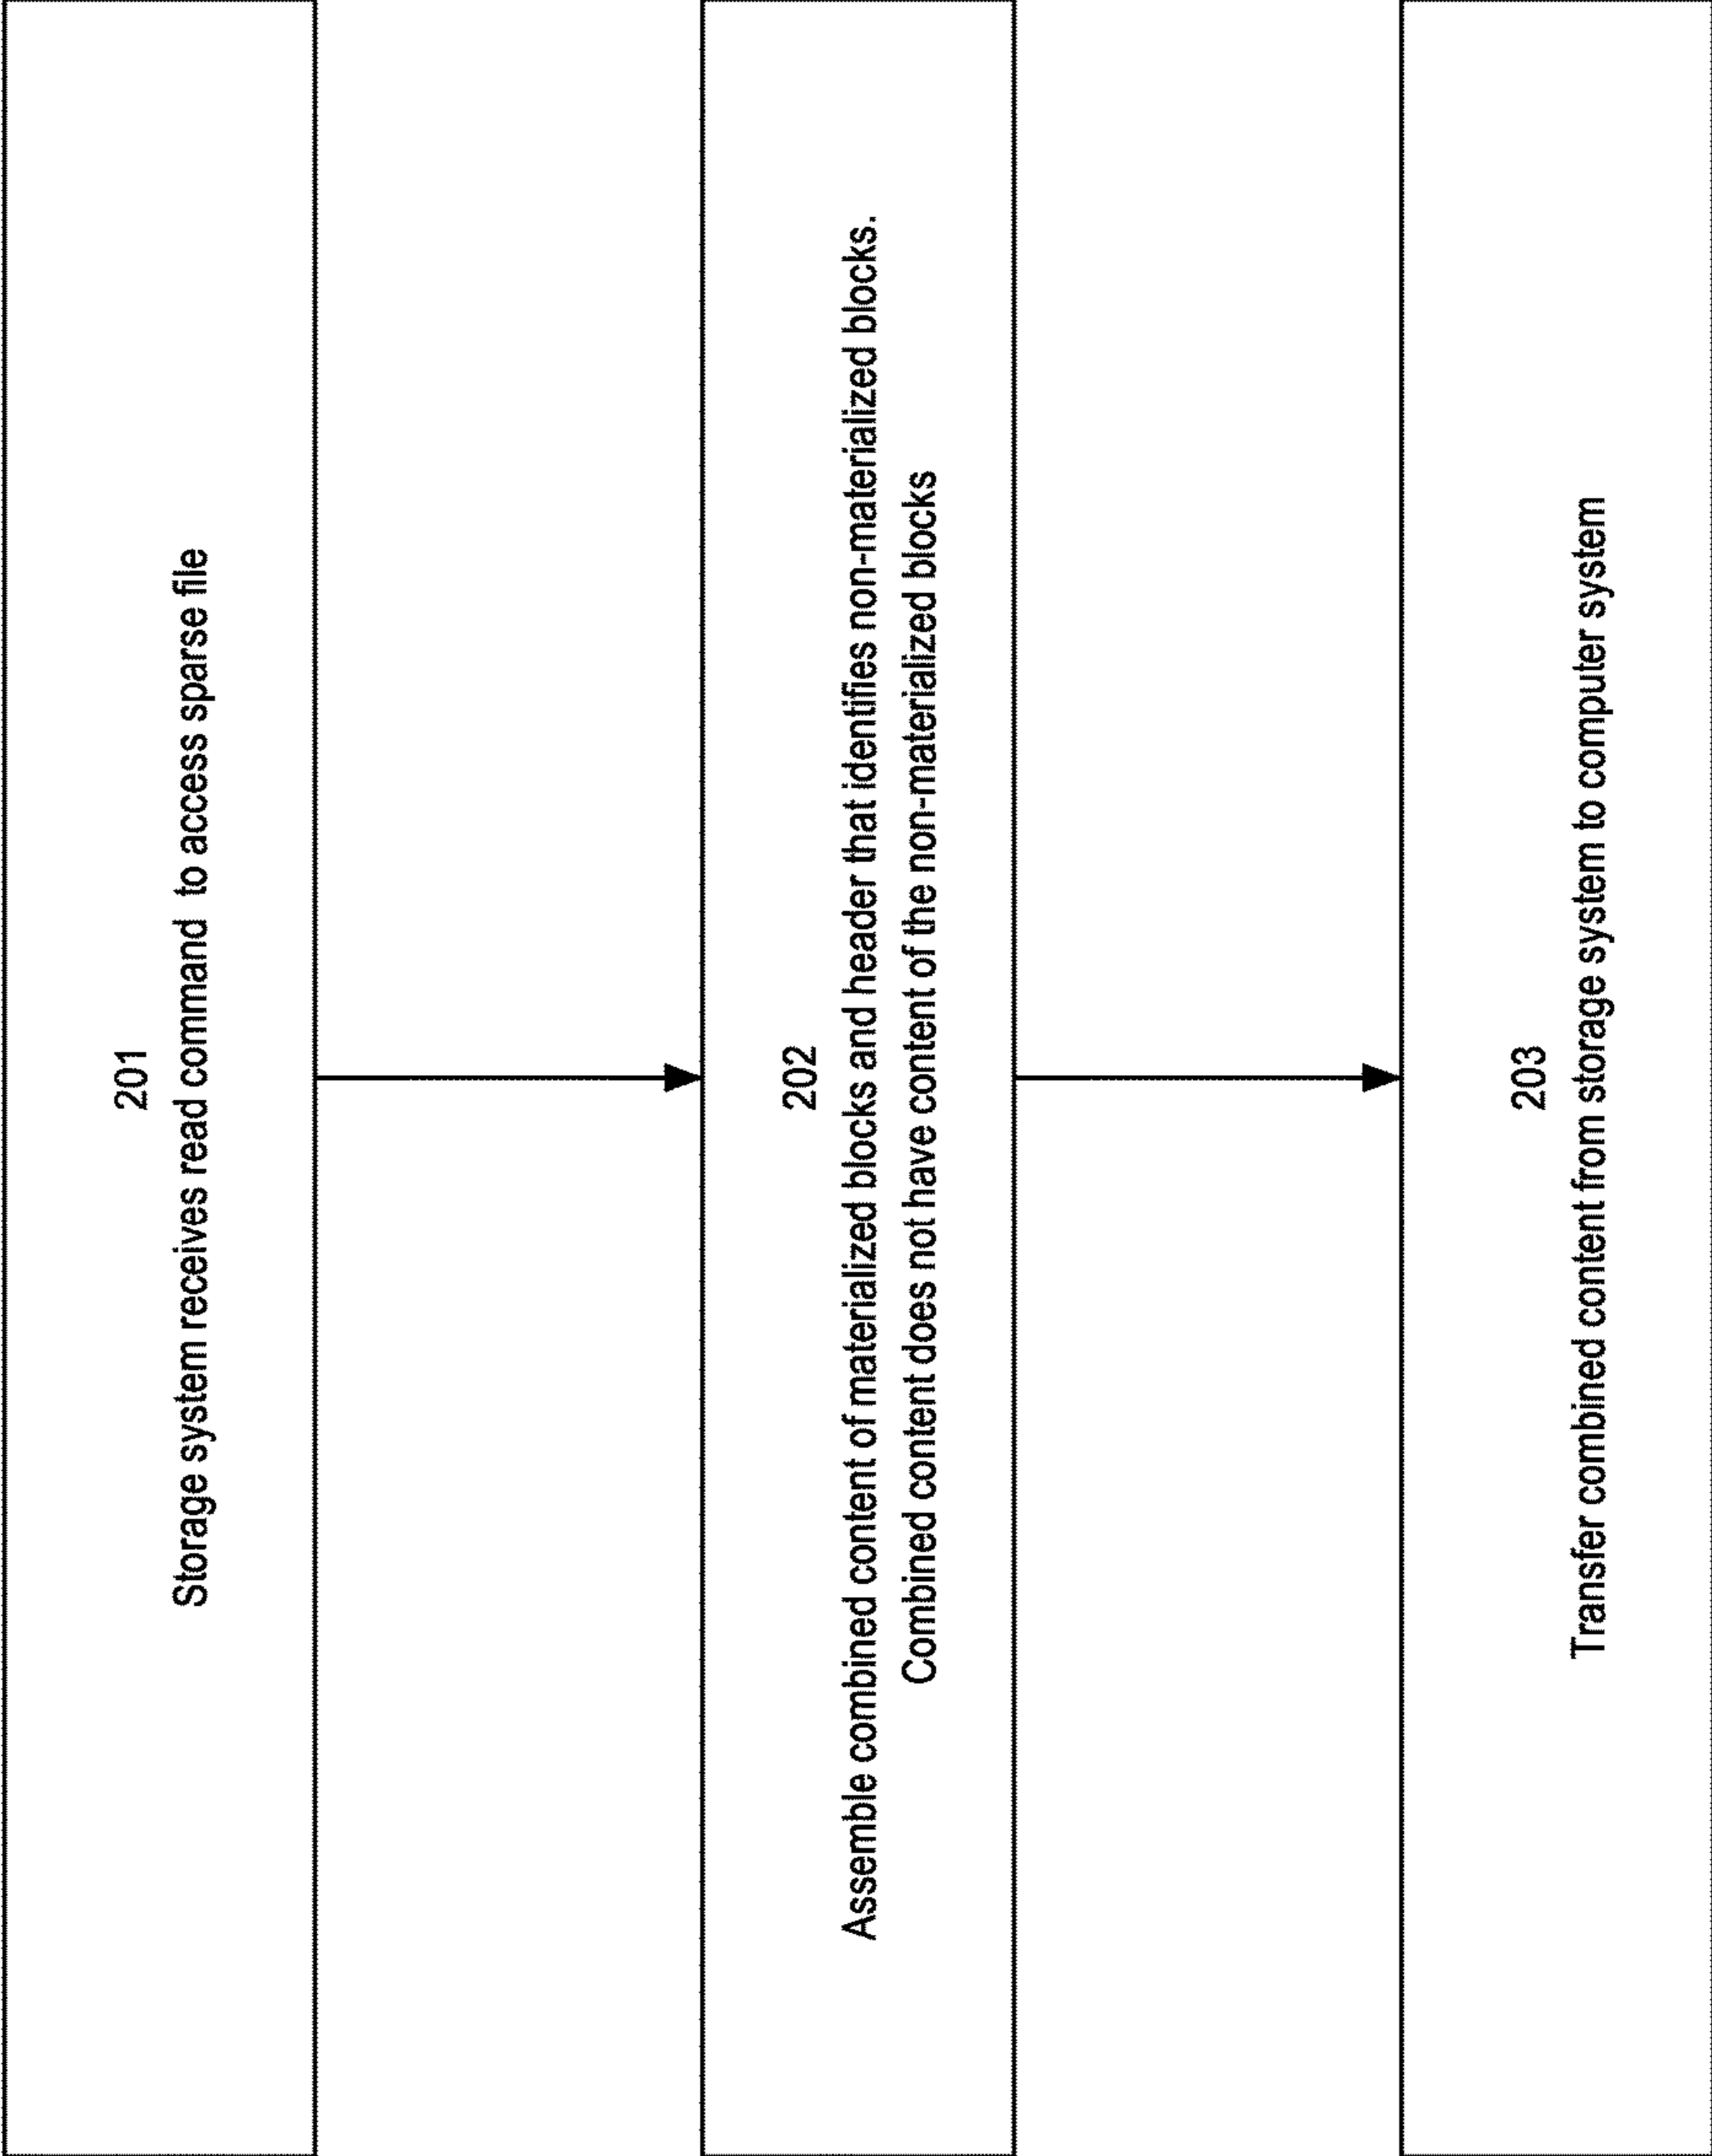 201
Storage system receives read command to access sparse file
202
Assemble combined content of materialized blocks and header that identifies non-materialized blocks.
Combined content does not have content of the non-materialized blocks
203
Transfer combined content from storage system to computer system